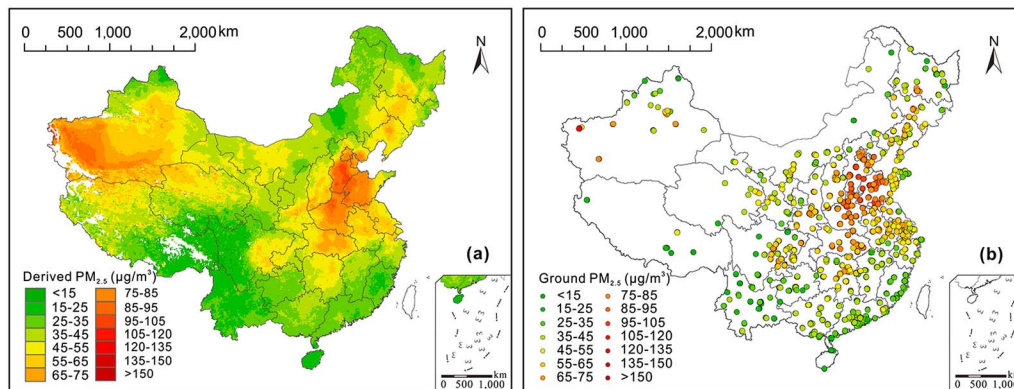 0 500 1,000 2,000 km
N
(a)
Derived PM2.5 (μg/m³)
<15 75-85
15-25 85-95
25-35 95-105
35-45 105-120
45-55 120-135
55-65 135-150
65-75 >150
km
0 500 1,000
0 500 1,000 2,000 km
N
(b)
Ground PM2.5 (μg/m³)
<15 75-85
15-25 85-95
25-35 95-105
35-45 105-120
45-55 120-135
55-65 135-150
65-75 >150
km
0 500 1,000